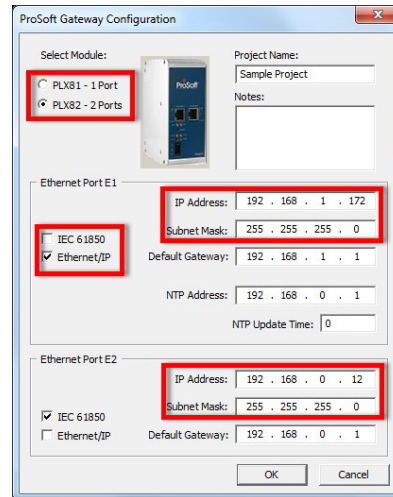 ProSoft Gateway Configuration
Select Module:
PLX81 - 1 Port
PLX82 - 2 Ports
ProSoft
Project Name:
Sample Project
Notes:
Ethernet Port E1
IEC 61850
Ethernet/IP
IP Address: 192 . 168 . 1 . 172
Subnet Mask: 255 . 255 . 255 . 0
Default Gateway: 192 . 168 . 1 . 1
NTP Address: 192 . 168 . 0 . 1
NTP Update Time: 0
Ethernet Port E2
IEC 61850
Ethernet/IP
IP Address: 192 . 168 . 0 . 12
Subnet Mask: 255 . 255 . 255 . 0
Default Gateway: 192 . 168 . 0 . 1
OK
Cancel